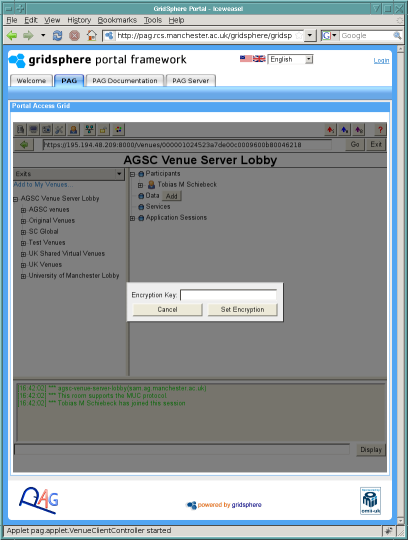 GridSphere Portal - Iceweasel
File Edit View History Bookmarks Tools Help
http://pag.rcs.manchester.ac.uk/gridsphere/gridsp
Google
gridsphere portal framework
English
Login
Welcome PAG PAG Documentation PAG Server
Portal Access Grid
https://195.194.48.209:8000/Venues/000001024523a7de00c0009600b80046218
Go Exit
AGSC Venue Server Lobby
Exits
Add to My Venues...
AGSC Venue Server Lobby
AGSC venues
Original Venues
SC Global
Test Venues
UK Shared Virtual Venues
UK Venues
University of Manchester Lobby
Participants
Tobias M Schiebeck
Data Add
Services
Application Sessions
Encryption Key:
Cancel Set Encryption
[16:42:02] *** agsc-venue-server-lobby(sam.ag.manchester.ac.uk)
[16:42:02] *** This room supports the MUC protocol.
[16:42:02] *** Tobias M Schiebeck has joined this session
Display
PAG
powered by gridsphere
omii-uk
Applet pag.applet.VenueClientController started